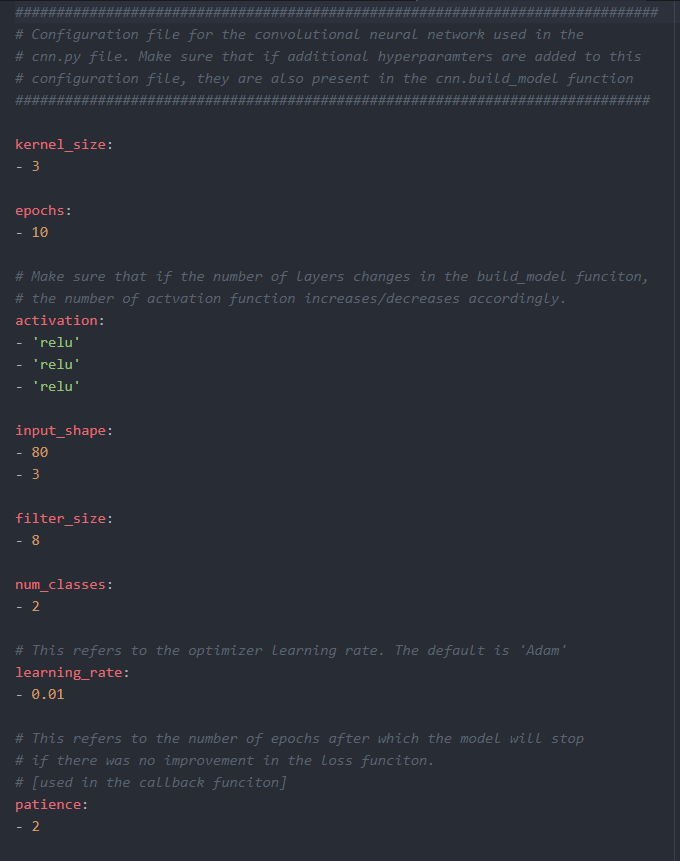 ##############################################################################
# Configuration file for the convolutional neural network used in the
# cnn.py file. Make sure that if additional hyperparamters are added to this
# configuration file, they are also present in the cnn.build_model function
#############################################################################
kernel_size:
- 3
epochs:
- 10
# Make sure that if the number of layers changes in the build_model funciton,
# the number of actvation function increases/decreases accordingly.
activation:
- 'relu'
- 'relu'
- 'relu'
input_shape:
- 80
- 3
filter_size:
- 8
num_classes:
- 2
# This refers to the optimizer learning rate. The default is 'Adam'
learning_rate:
- 0.01
# This refers to the number of epochs after which the model will stop
# if there was no improvement in the loss funciton.
# [used in the callback funciton]
patience:
- 2